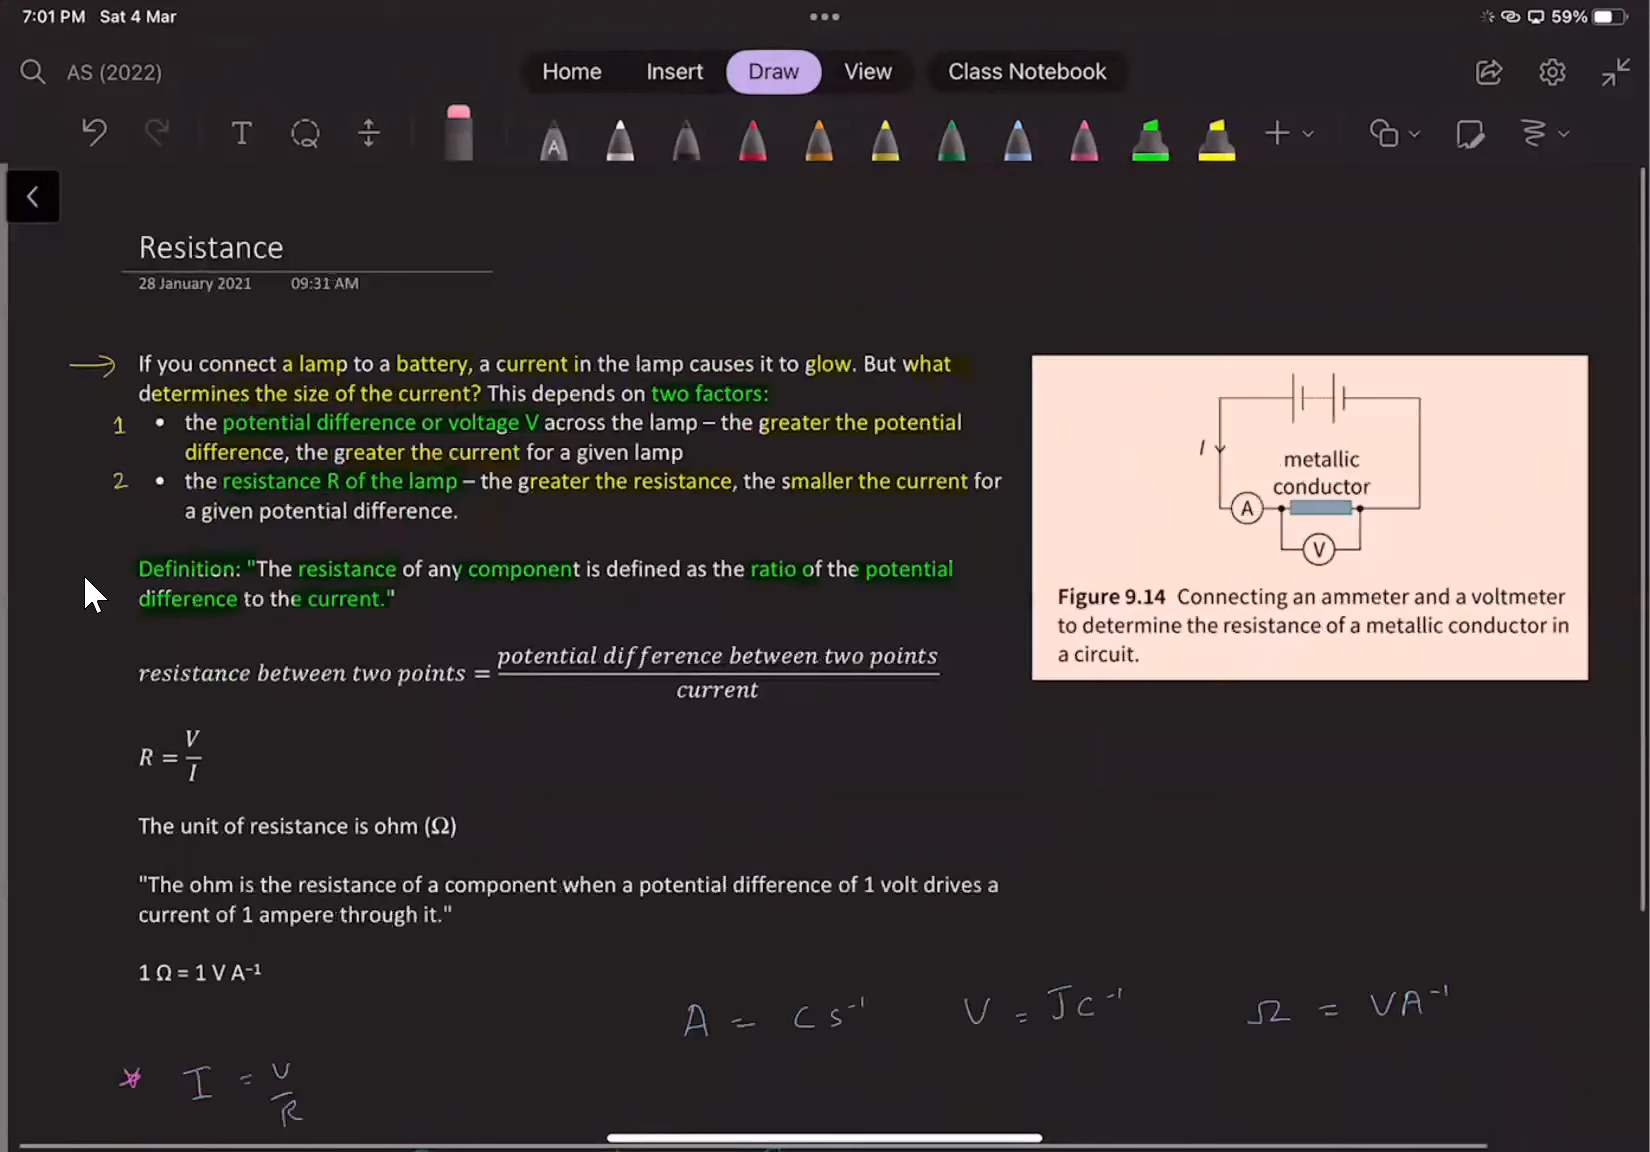 7:01 PM Sat 4 Mar
59%
AS (2022)
Home Insert Draw View Class Notebook
T
A
Resistance
28 January 2021 09:31 AM
If you connect a lamp to a battery, a current in the lamp causes it to glow. But what
determines the size of the current? This depends on two factors:
1 • the potential difference or voltage V across the lamp – the greater the potential
difference, the greater the current for a given lamp
2 • the resistance R of the lamp – the greater the resistance, the smaller the current for
a given potential difference.
I
metallic
conductor
A
V
Figure 9.14 Connecting an ammeter and a voltmeter
to determine the resistance of a metallic conductor in
a circuit.
Definition: "The resistance of any component is defined as the ratio of the potential
difference to the current."
resistance between two points = potential difference between two points / current
R = V / I
The unit of resistance is ohm (Ω)
"The ohm is the resistance of a component when a potential difference of 1 volt drives a
current of 1 ampere through it."
1 Ω = 1 V A⁻¹
A = C s⁻¹ V = J C⁻¹ Ω = V A⁻¹
* I = V / R